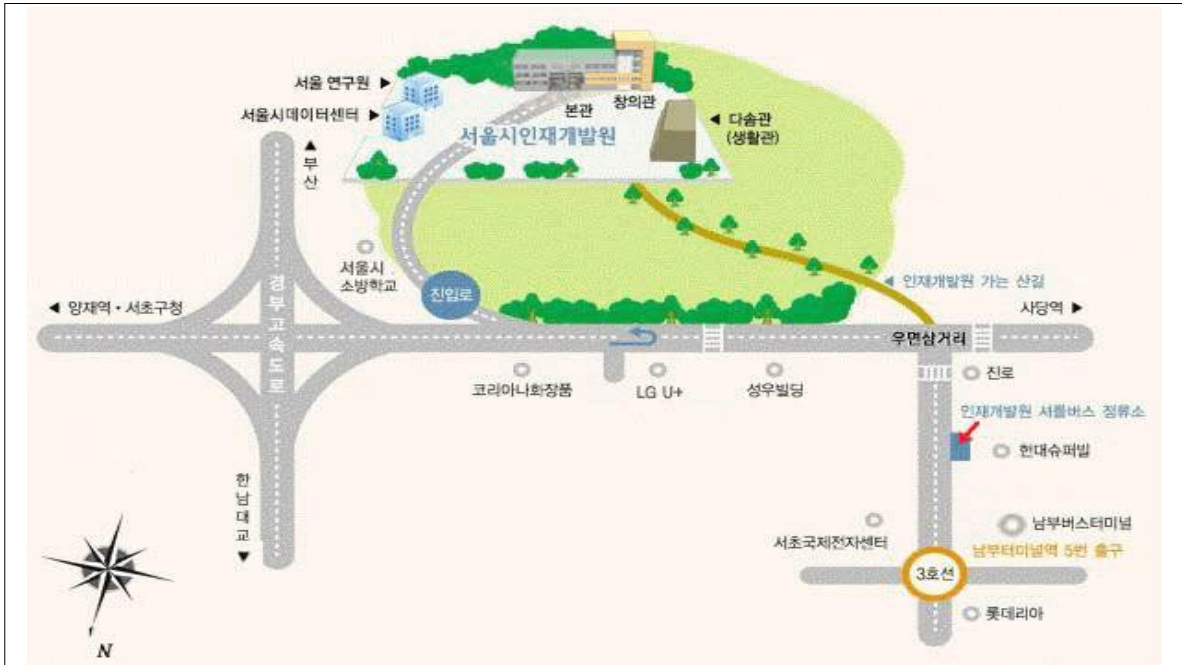 서울 연구원 ▶
서울시데이터센터 ▶
본관
창의관
서울시인재개발원
◀ 다솜관
(생활관)
▲
부산
서울시
소방학교
진입로
◀ 인재개발원 가는 산길
◀ 양재역·서초구청
경부고속도로
사당역 ▶
우면삼거리
코리아나화장품
LG U+
성우빌딩
진로
인재개발원 셔틀버스 정류소
현대슈퍼빌
한남대교
▼
남부버스터미널
서초국제전자센터
남부터미널역 5번 출구
3호선
롯데리아
N